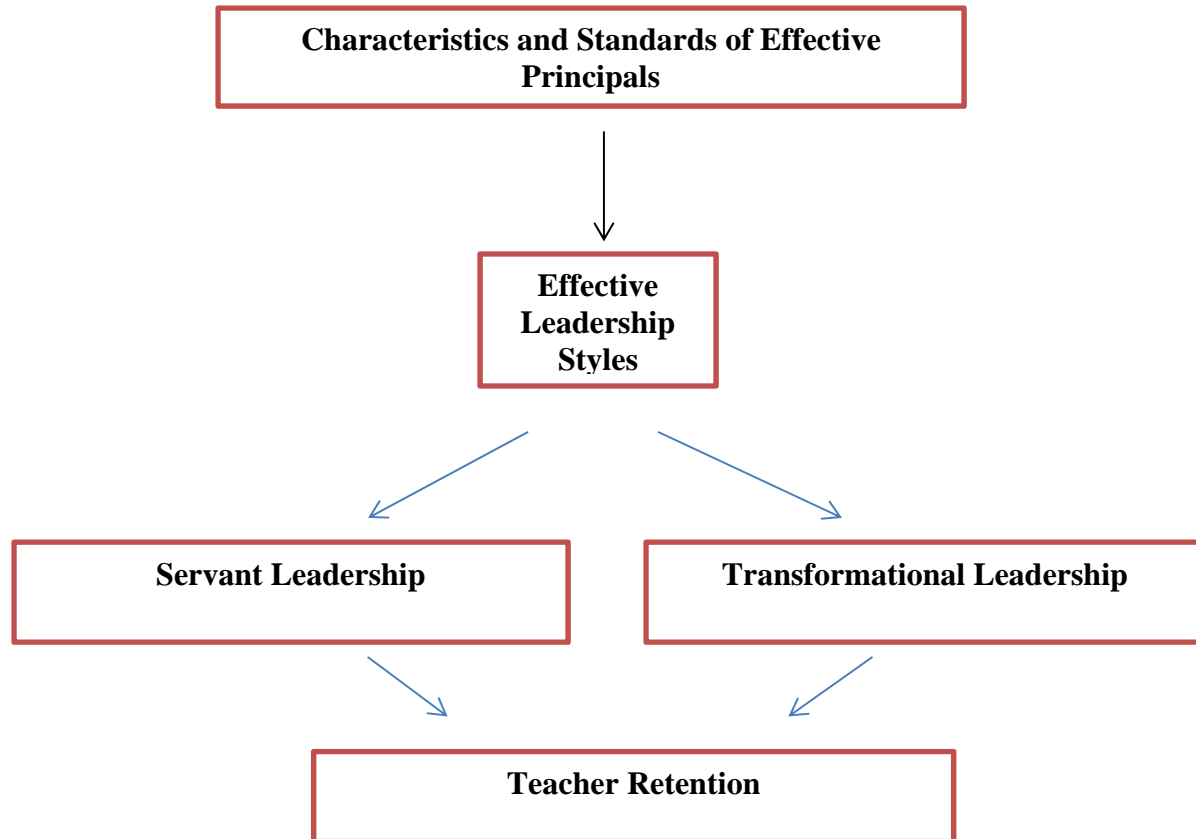 Characteristics and Standards of Effective
Principals
Effective
Leadership
Styles
Servant Leadership
Transformational Leadership
Teacher Retention